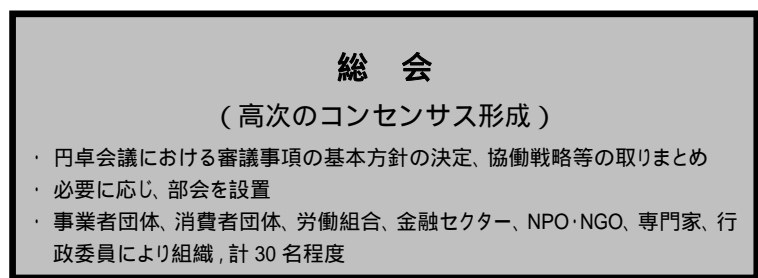 総　会
（高次のコンセンサス形成）
· 円卓会議における審議事項の基本方針の決定、協働戦略等の取りまとめ
· 必要に応じ、部会を設置
· 事業者団体、消費者団体、労働組合、金融セクター、NPO·NGO、専門家、行
政委員により組織，計 30 名程度